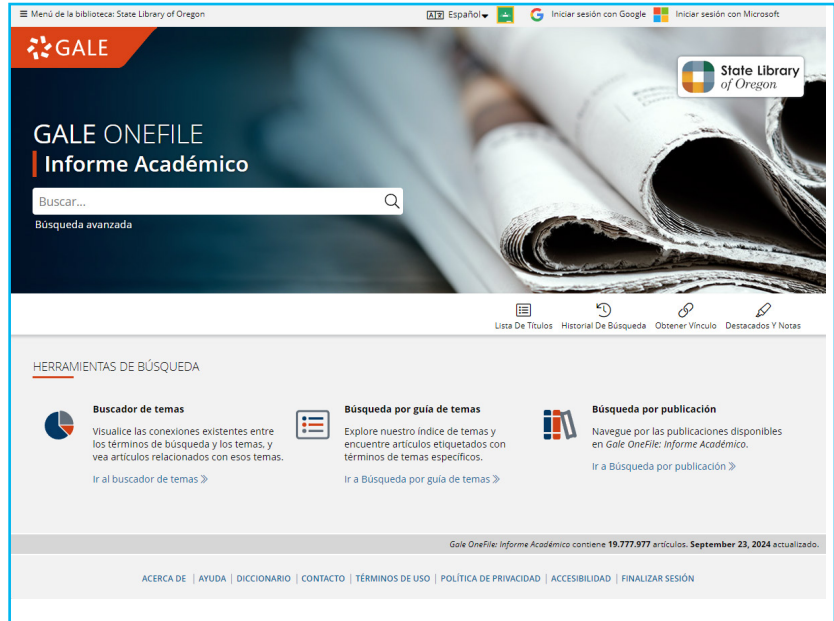 Menú de la biblioteca: State Library of Oregon
Español
Iniciar sesión con Google
Iniciar sesión con Microsoft
GALE
State Library
of Oregon
GALE ONEFILE
Informe Académico
Buscar...
Búsqueda avanzada
Lista De Títulos
Historial De Búsqueda
Obtener Vínculo
Destacados Y Notas
HERRAMIENTAS DE BÚSQUEDA
Buscador de temas
Visualice las conexiones existentes entre
los términos de búsqueda y los temas, y
vea artículos relacionados con esos temas.
Ir al buscador de temas »
Búsqueda por guía de temas
Explore nuestro índice de temas y
encuentre artículos etiquetados con
términos de temas específicos.
Ir a Búsqueda por guía de temas »
Búsqueda por publicación
Navegue por las publicaciones disponibles
en Gale OneFile: Informe Académico.
Ir a Búsqueda por publicación »
Gale OneFile: Informe Académico contiene 19.777.977 artículos. September 23, 2024 actualizado.
ACERCA DE | AYUDA | DICCIONARIO | CONTACTO | TÉRMINOS DE USO | POLÍTICA DE PRIVACIDAD | ACCESIBILIDAD | FINALIZAR SESIÓN